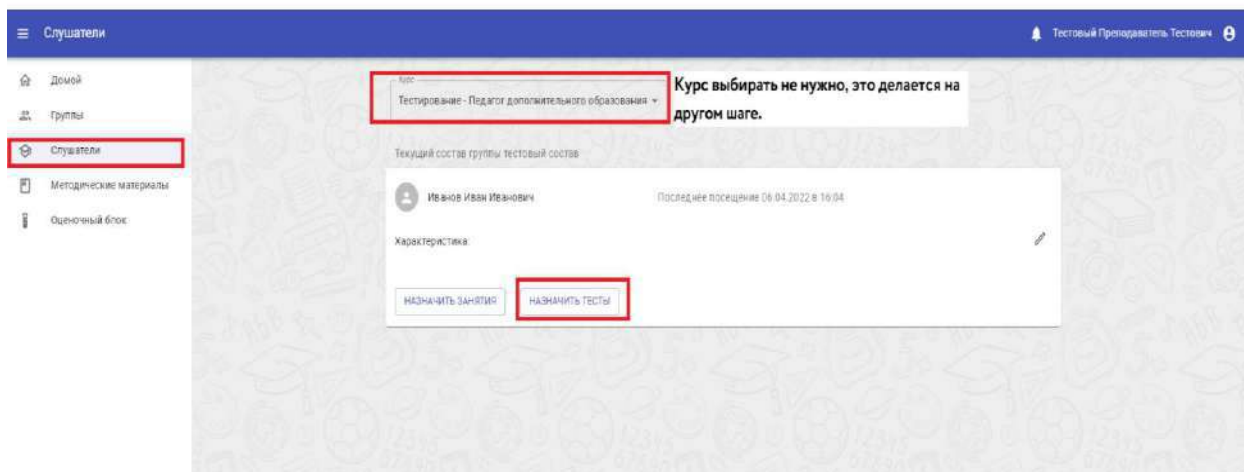 Слушатели
Тестовый Преподаватель Тестович
Домой
Группы
Слушатели
Методические материалы
Оценочный блок
Курс
Тестирование - Педагог дополнительного образования
Курс выбирать не нужно, это делается на
другом шаге.
Текущий состав группы тестовый состав
Иванов Иван Иванович
Последнее посещение 06.04.2022 в 16:04
Характеристика
НАЗНАЧИТЬ ЗАНЯТИЯ
НАЗНАЧИТЬ ТЕСТЫ